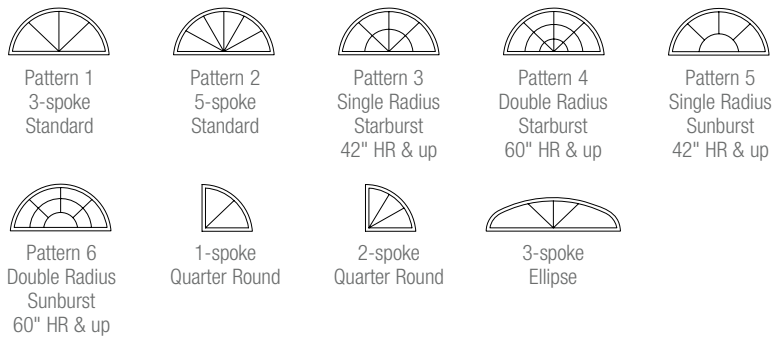 Pattern 1
3-spoke
Standard
Pattern 2
5-spoke
Standard
Pattern 3
Single Radius
Starburst
42" HR & up
Pattern 4
Double Radius
Starburst
60" HR & up
Pattern 5
Single Radius
Sunburst
42" HR & up
Pattern 6
Double Radius
Sunburst
60" HR & up
1-spoke
Quarter Round
2-spoke
Quarter Round
3-spoke
Ellipse